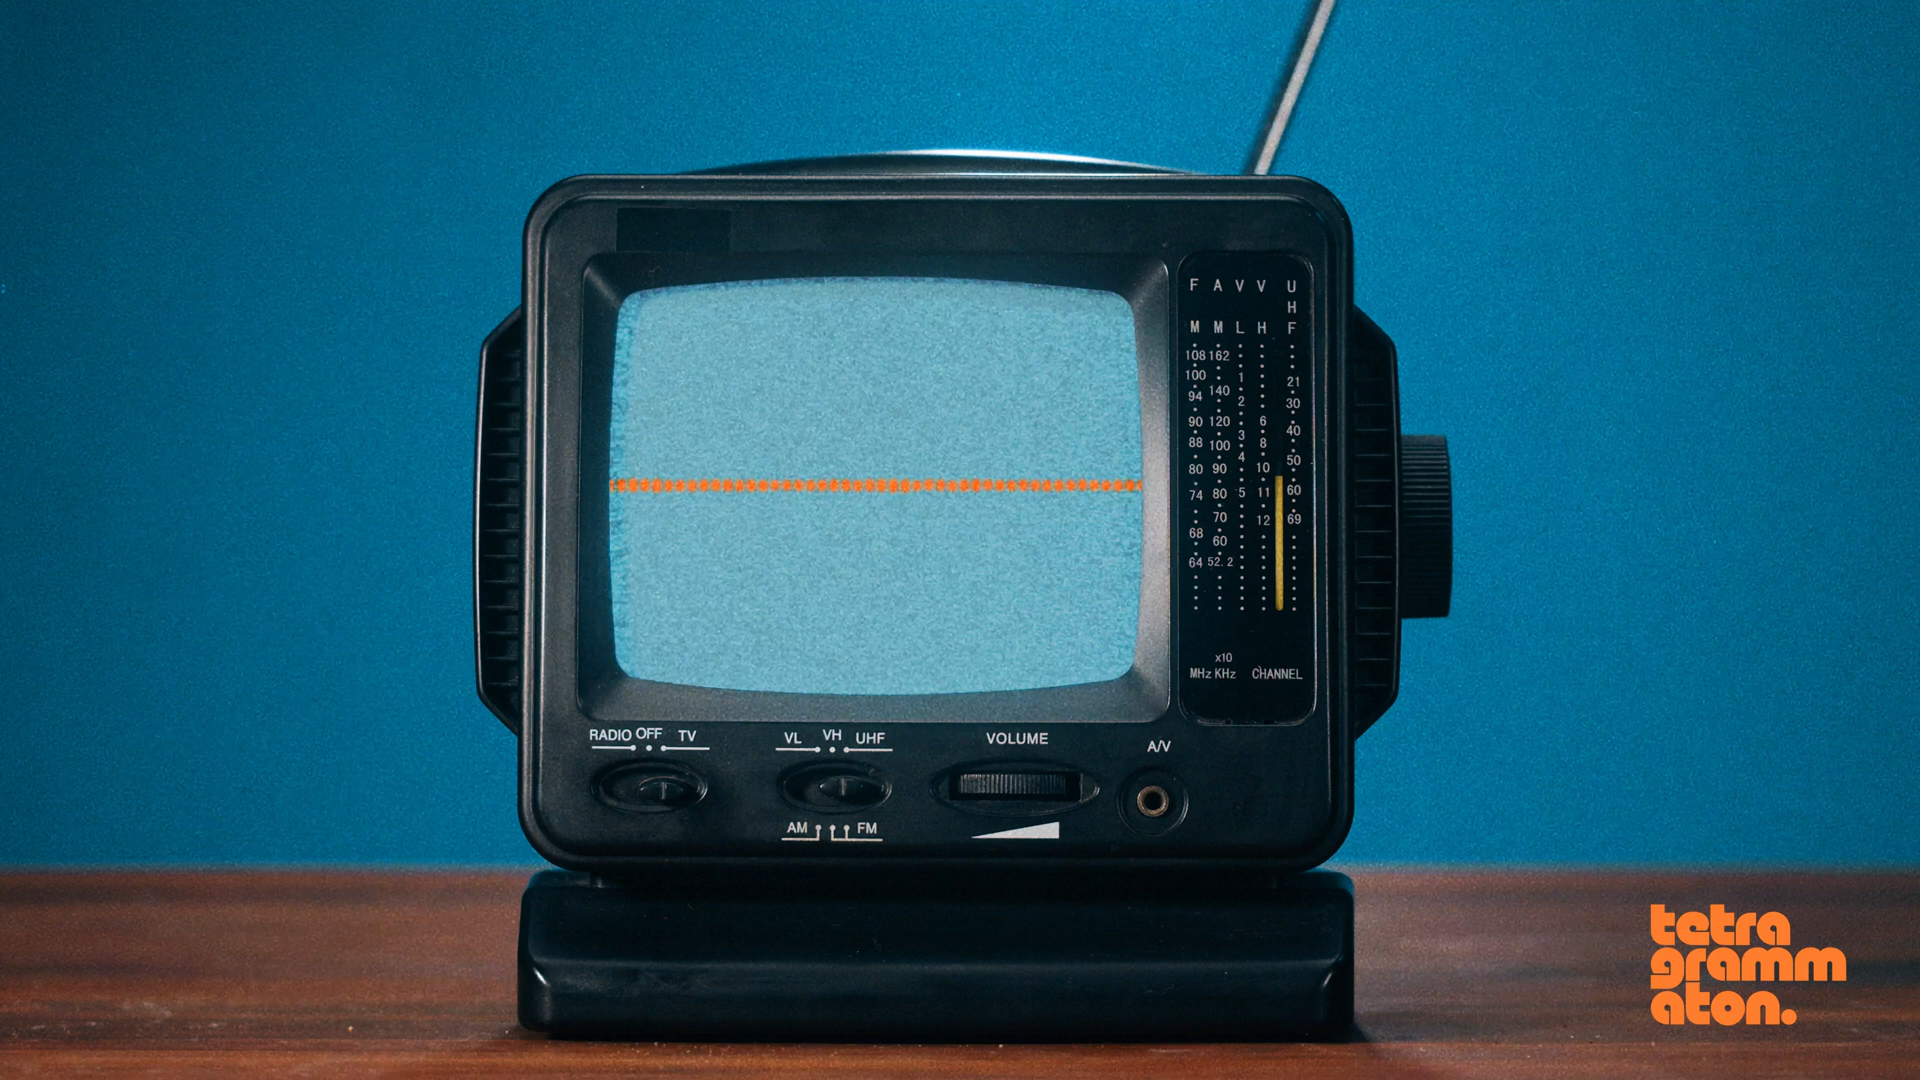 F A V V U
H
M M L H F
108 162
100
21
1
140
94
2
30
90 120 6
40
3
88 100 8
4
50
80 90 10
60
74 80 5 11
70 12 69
68
60
64 52.2
x10
MHz KHz CHANNEL
RADIO OFF TV
VL VH UHF
VOLUME
A/V
AM FM
tetra
gramm
aton.